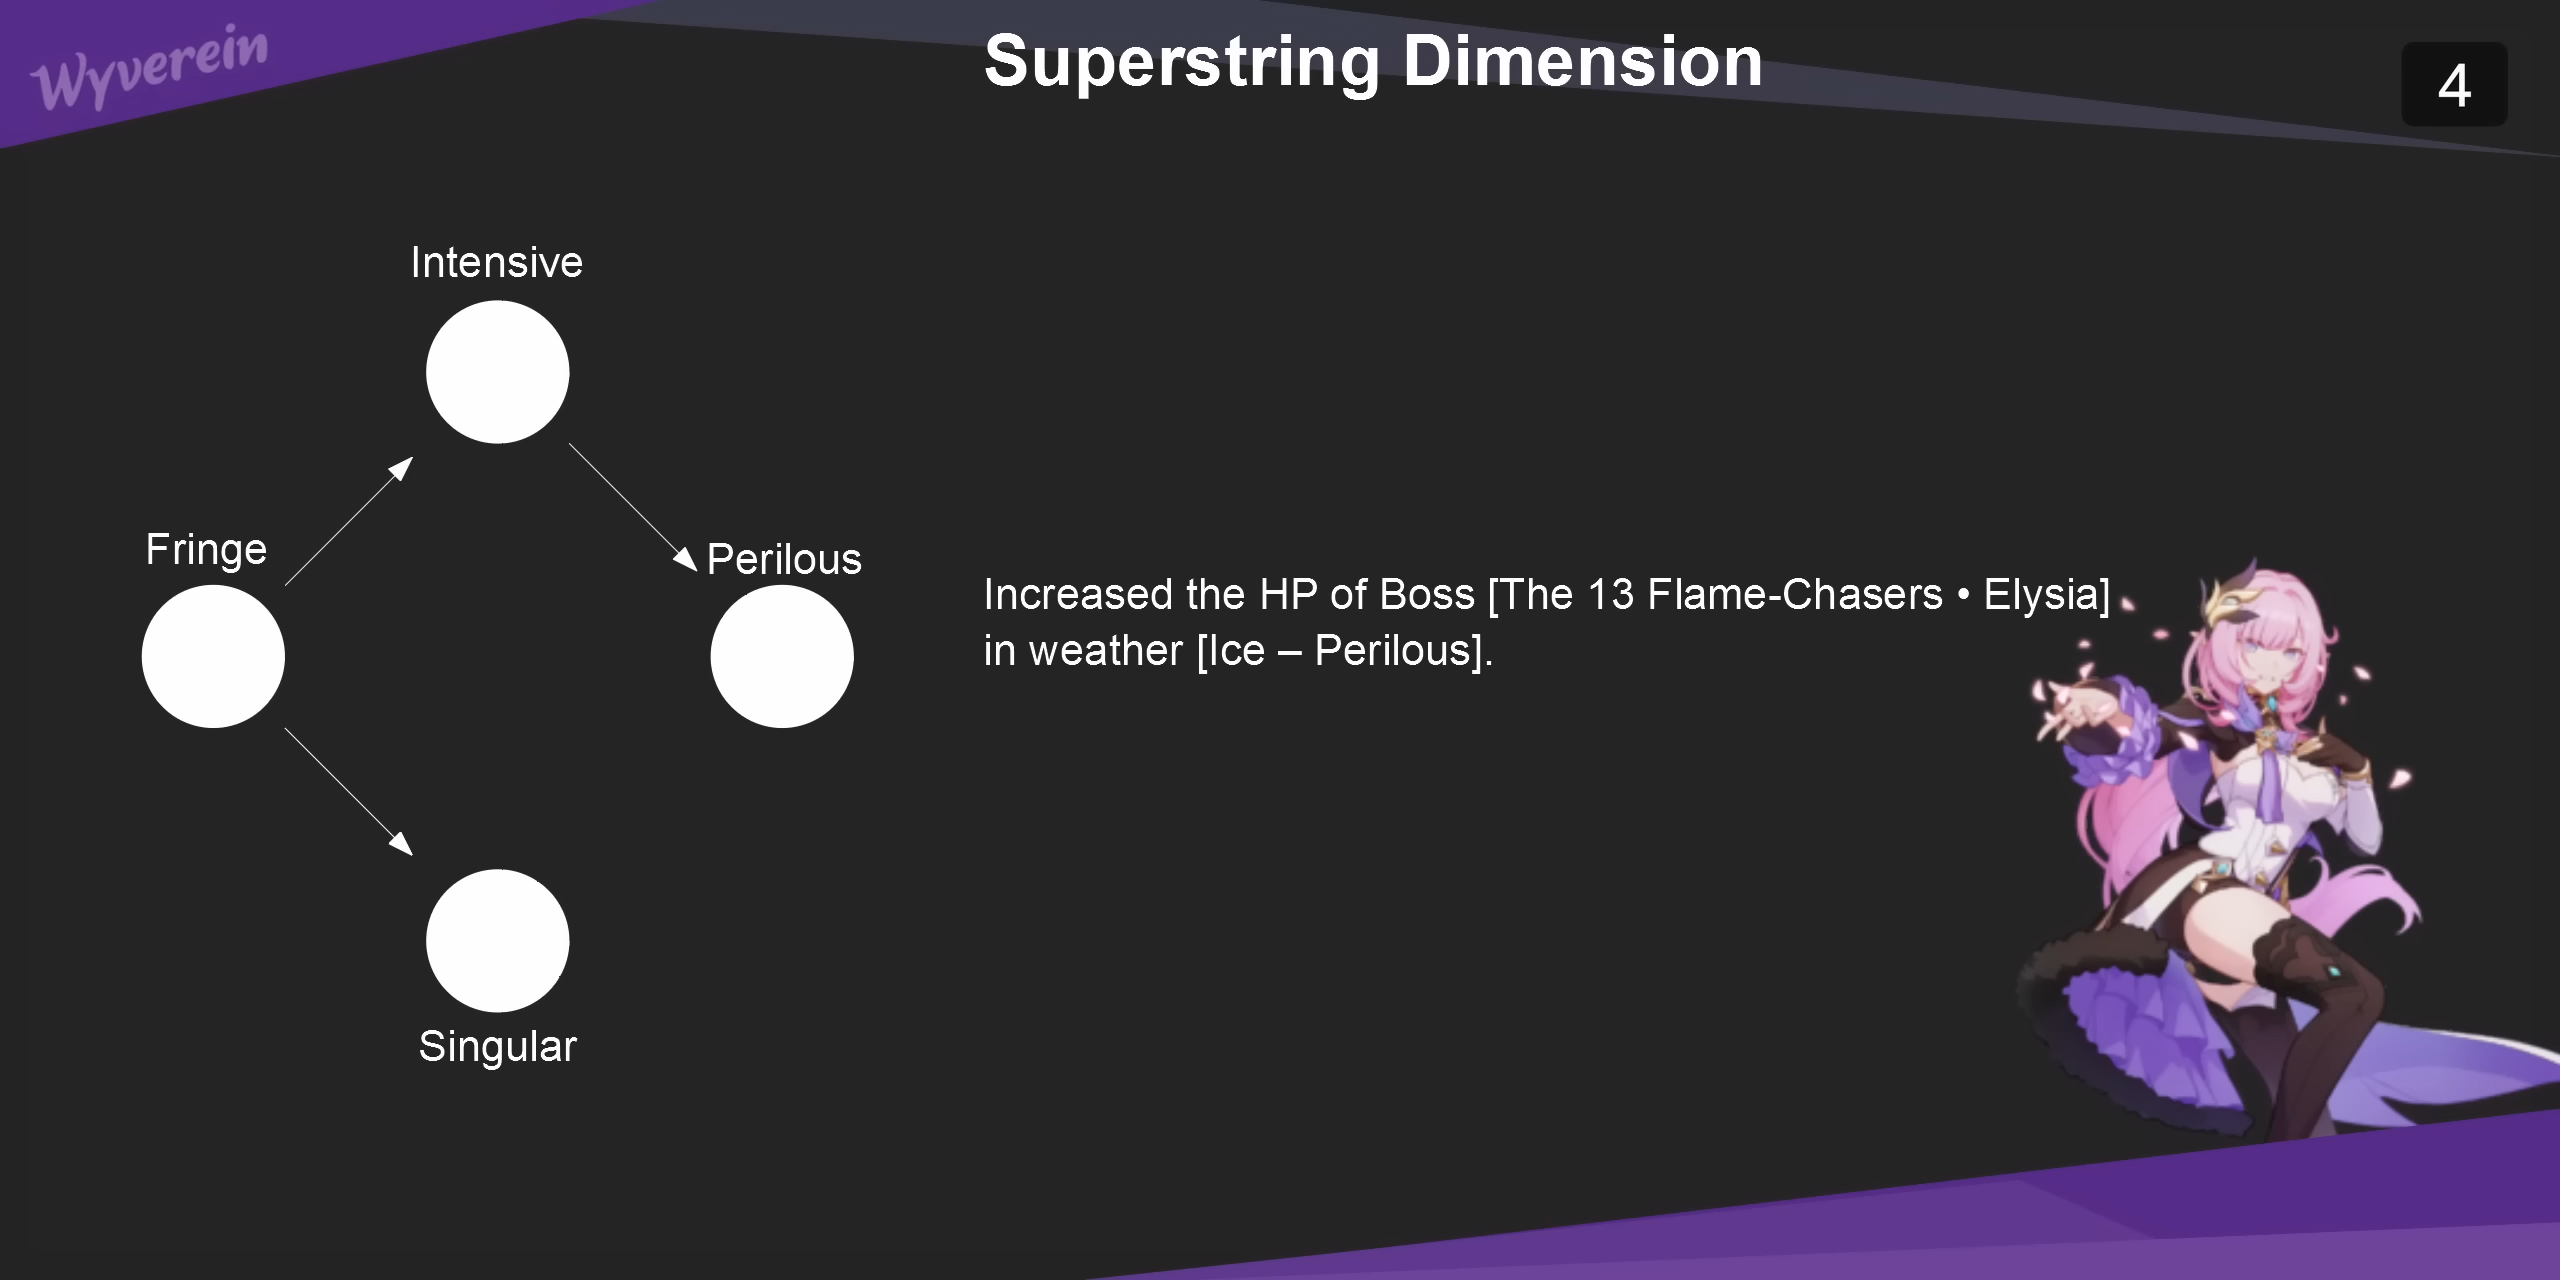 Wyverein
Superstring Dimension
4
Intensive
Fringe
Perilous
Singular
Increased the HP of Boss [The 13 Flame-Chasers • Elysia]
in weather [Ice – Perilous].